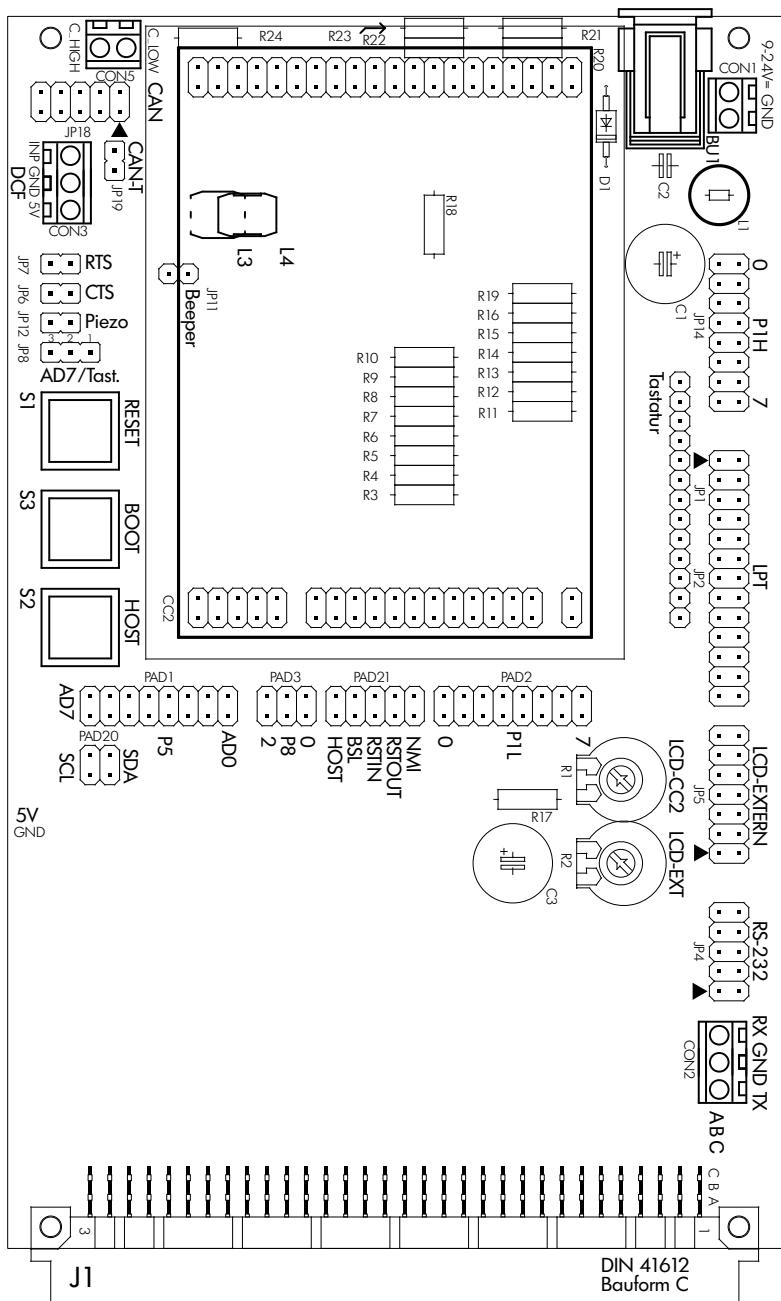 C_HIGH
C_LOW
CON5
CAN
JP18
CAN-T
JP19
INP GND 5V
DCF
CON3
R24
R23
R22
R21
R20
D1
9-24V= GND
CON1
BU1
C2
L1
C1
R18
L3
L4
JP11
Beeper
JP7
RTS
JP6
CTS
JP12
Piezo
JP8
3 2 1
AD7/Tast.
S1
RESET
S3
BOOT
S2
HOST
R19
R16
R15
R14
R13
R12
R11
R10
R9
R8
R7
R6
R5
R4
R3
CC2
0
P1H
7
JP14
Tastatur
JP1
JP2
LPT
AD7
PAD1
P5
AD0
PAD3
2
P8
0
PAD21
HOST
BSL
RSTIN
RSTOUT
NMI
PAD2
0
P1L
7
PAD20
SCL
SDA
5V
GND
LCD-CC2
R1
R17
LCD-EXT
R2
C3
LCD-EXTERN
JP5
RS-232
JP4
RX GND TX
CON2
ABC
C B A
3
1
J1
DIN 41612
Bauform C